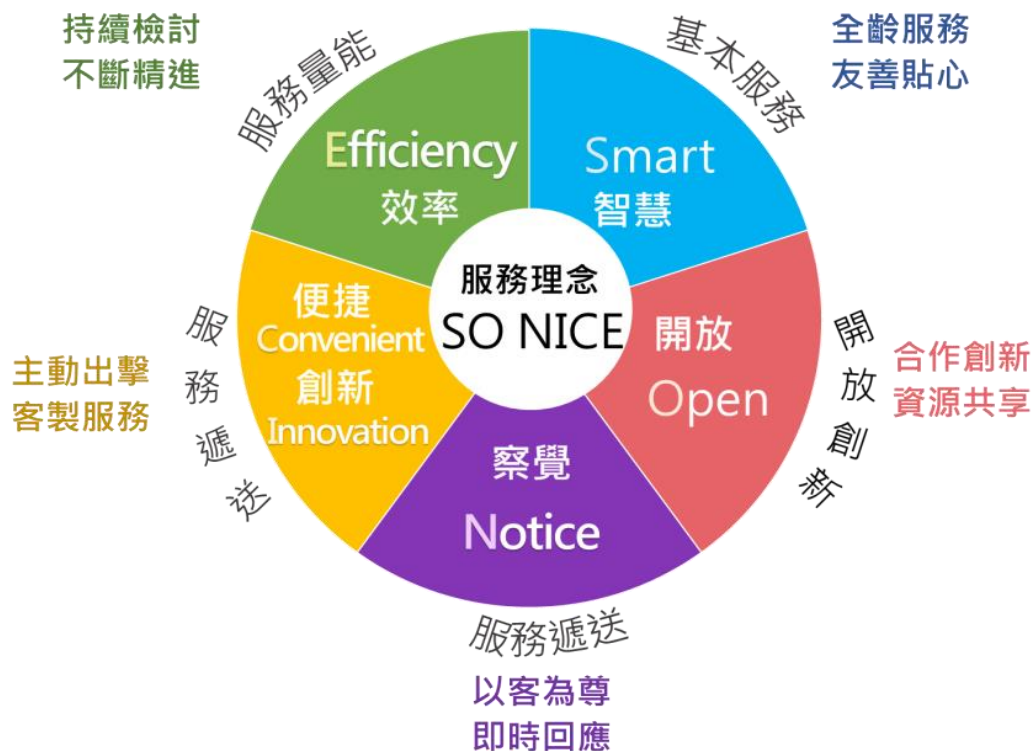 持續檢討
不斷精進
服務量能
Efficiency
效率
基本服務
全齡服務
友善貼心
Smart
智慧
服務理念
SO NICE
開放
Open
開放創新
合作創新
資源共享
察覺
Notice
服務遞送
以客為尊
即時回應
便捷
Convenient
創新
Innovation
服務遞送
主動出擊
客製服務